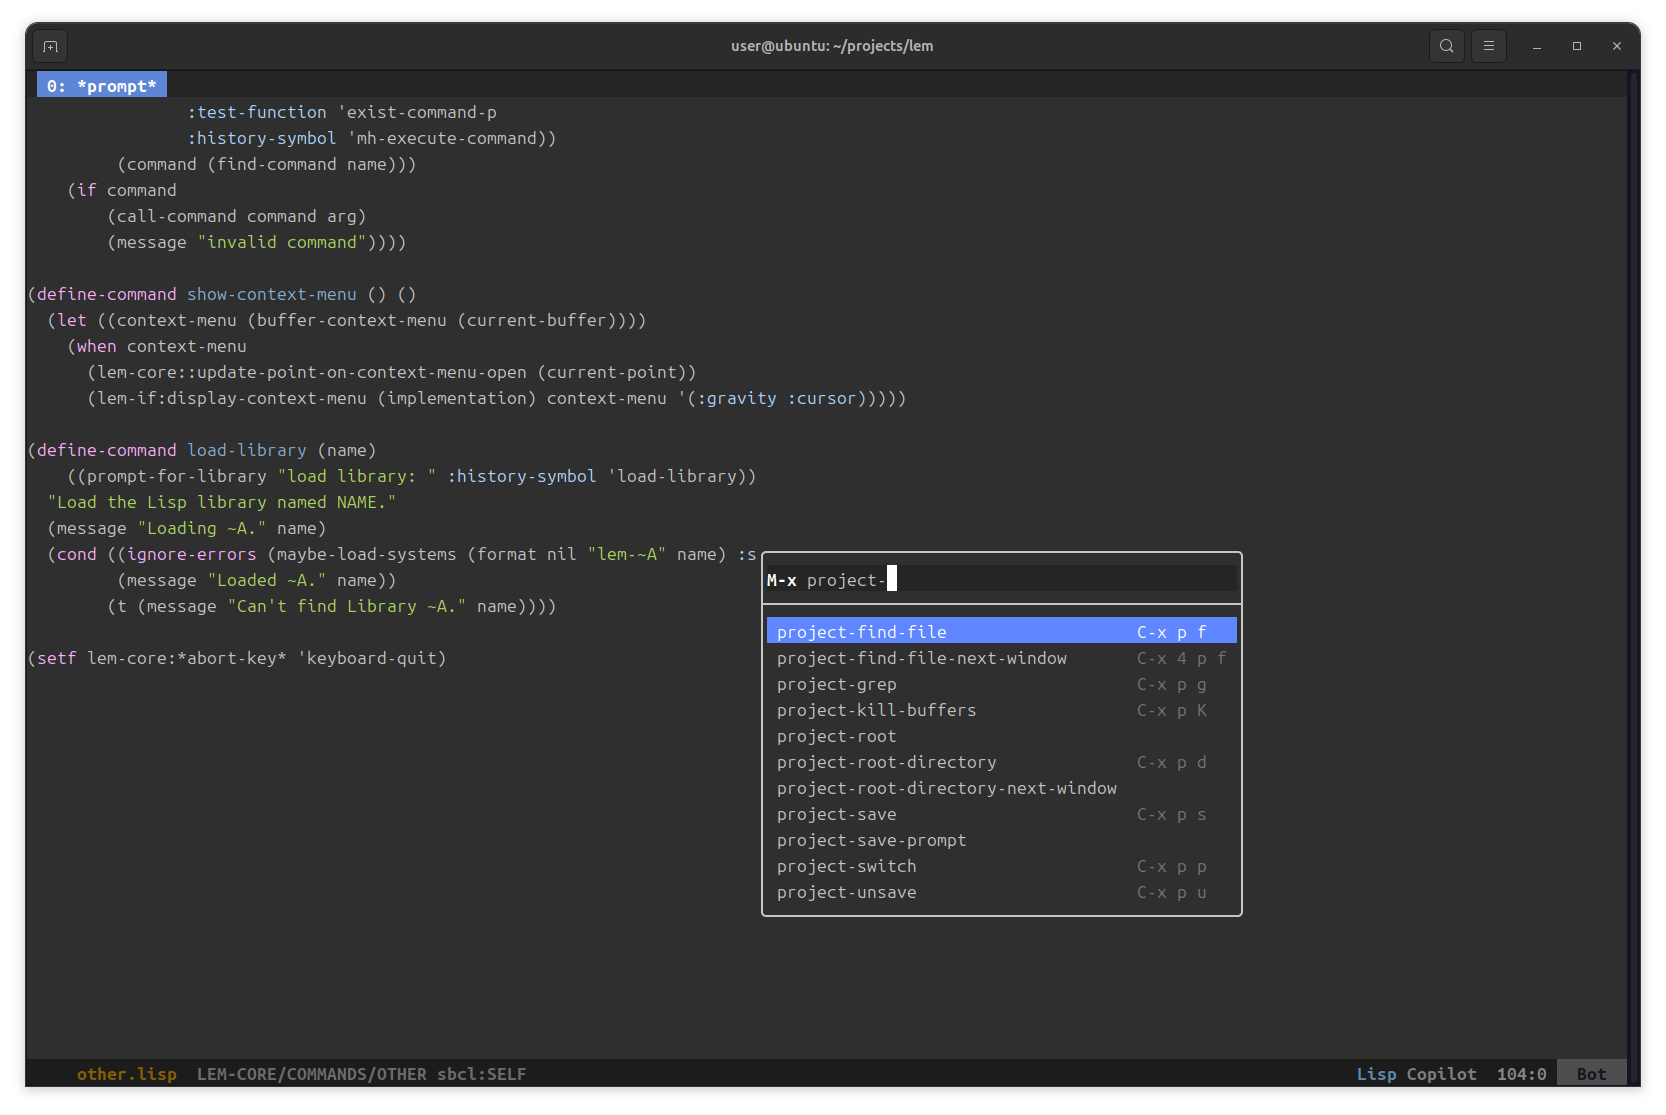 user@ubuntu: ~/projects/lem
0: *prompt*
:test-function 'exist-command-p
:history-symbol 'mh-execute-command))
(command (find-command name)))
(if command
(call-command command arg)
(message "invalid command"))))
(define-command show-context-menu () ()
(let ((context-menu (buffer-context-menu (current-buffer))))
(when context-menu
(lem-core::update-point-on-context-menu-open (current-point))
(lem-if:display-context-menu (implementation) context-menu '(:gravity :cursor)))))
(define-command load-library (name)
((prompt-for-library "load library: " :history-symbol 'load-library))
"Load the Lisp library named NAME."
(message "Loading ~A." name)
(cond ((ignore-errors (maybe-load-systems (format nil "lem-~A" name) :s
(message "Loaded ~A." name))
(t (message "Can't find Library ~A." name))))
(setf lem-core:*abort-key* 'keyboard-quit)
M-x project-
project-find-file C-x p f
project-find-file-next-window C-x 4 p f
project-grep C-x p g
project-kill-buffers C-x p K
project-root
project-root-directory C-x p d
project-root-directory-next-window
project-save C-x p s
project-save-prompt
project-switch C-x p p
project-unsave C-x p u
other.lisp LEM-CORE/COMMANDS/OTHER sbcl:SELF Lisp Copilot 104:0 Bot